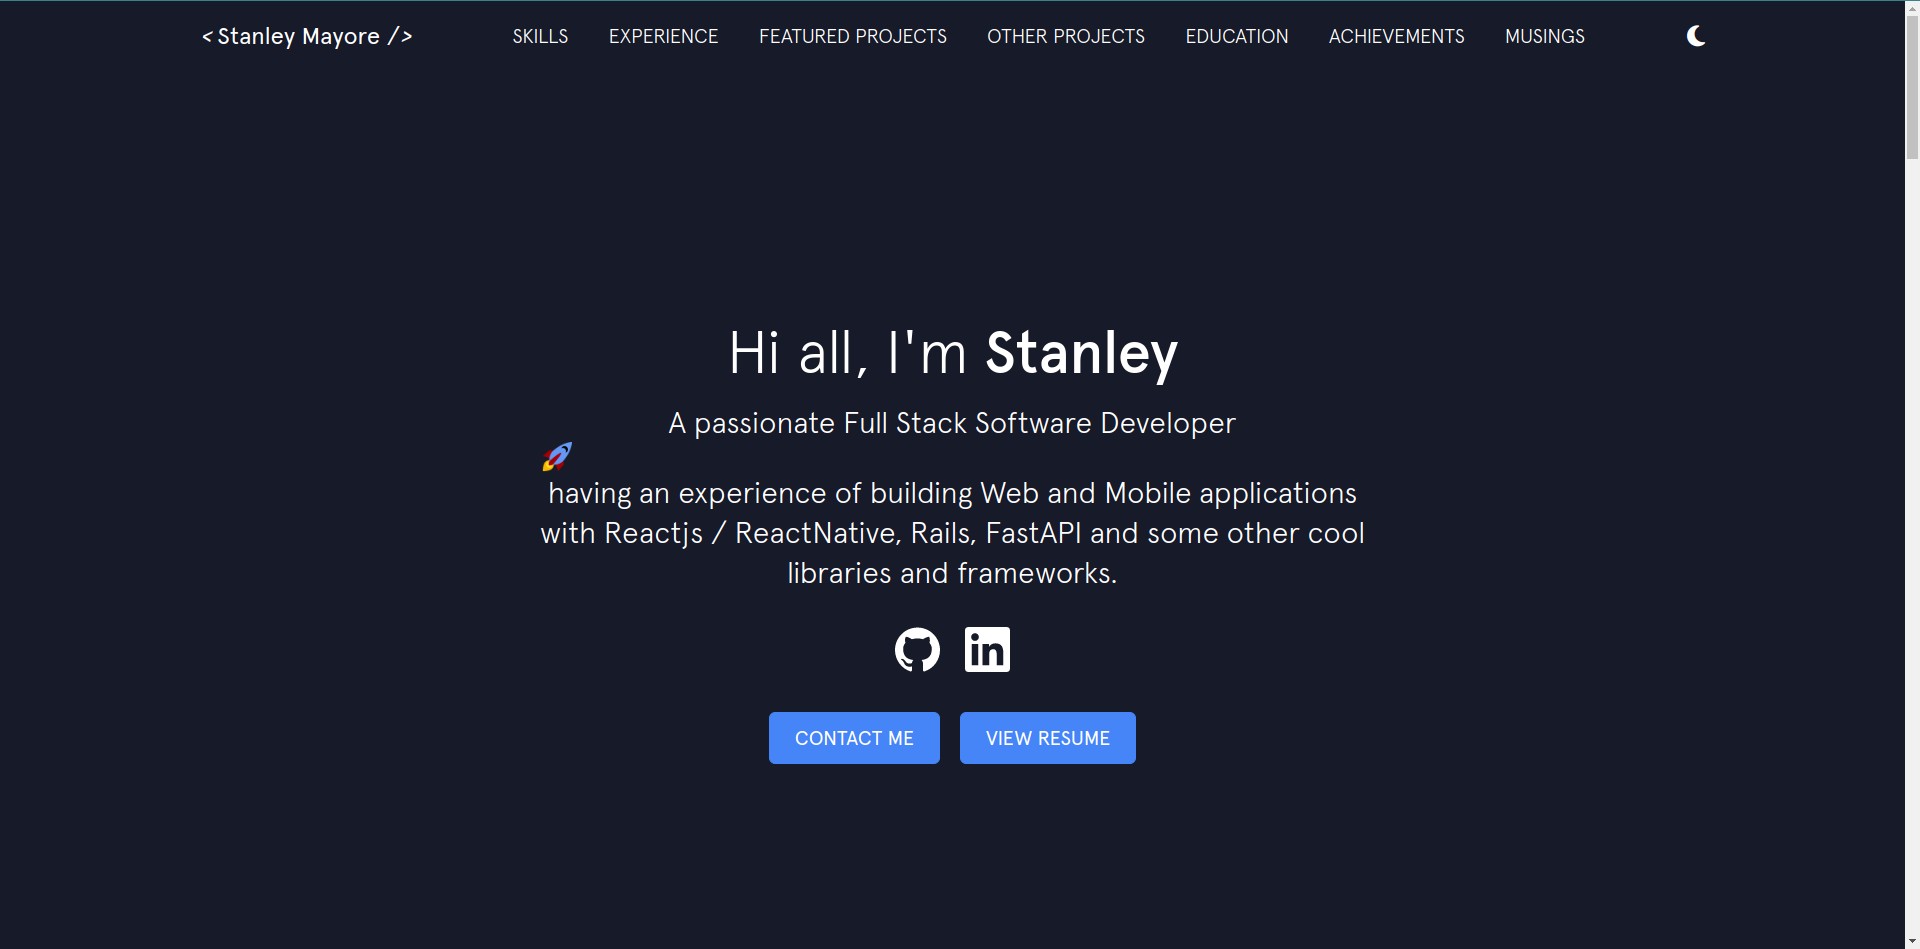 <Stanley Mayore />
SKILLS
EXPERIENCE
FEATURED PROJECTS
OTHER PROJECTS
EDUCATION
ACHIEVEMENTS
MUSINGS
Hi all, I'm Stanley
A passionate Full Stack Software Developer
🚀
having an experience of building Web and Mobile applications
with Reactjs / ReactNative, Rails, FastAPI and some other cool
libraries and frameworks.
in
CONTACT ME
VIEW RESUME